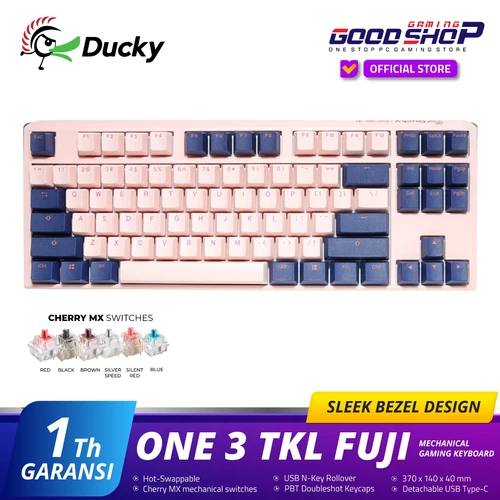 Ducky
GAMING
GOOD SHOP
ONE STOP PC GAMING STORE
OFFICIAL STORE
CHERRY MX SWITCHES
RED
BLACK
BROWN
SILVER SPEED
SILENT RED
BLUE
SLEEK BEZEL DESIGN
1Th
GARANSI
ONE 3 TKL FUJI
MECHANICAL
GAMING KEYBOARD
Hot-Swappable
Cherry MX mechanical switches
USB N-Key Rollover
PBT Doubleshot Keycaps
370 x 140 x 40 mm
Detachable USB Type-C